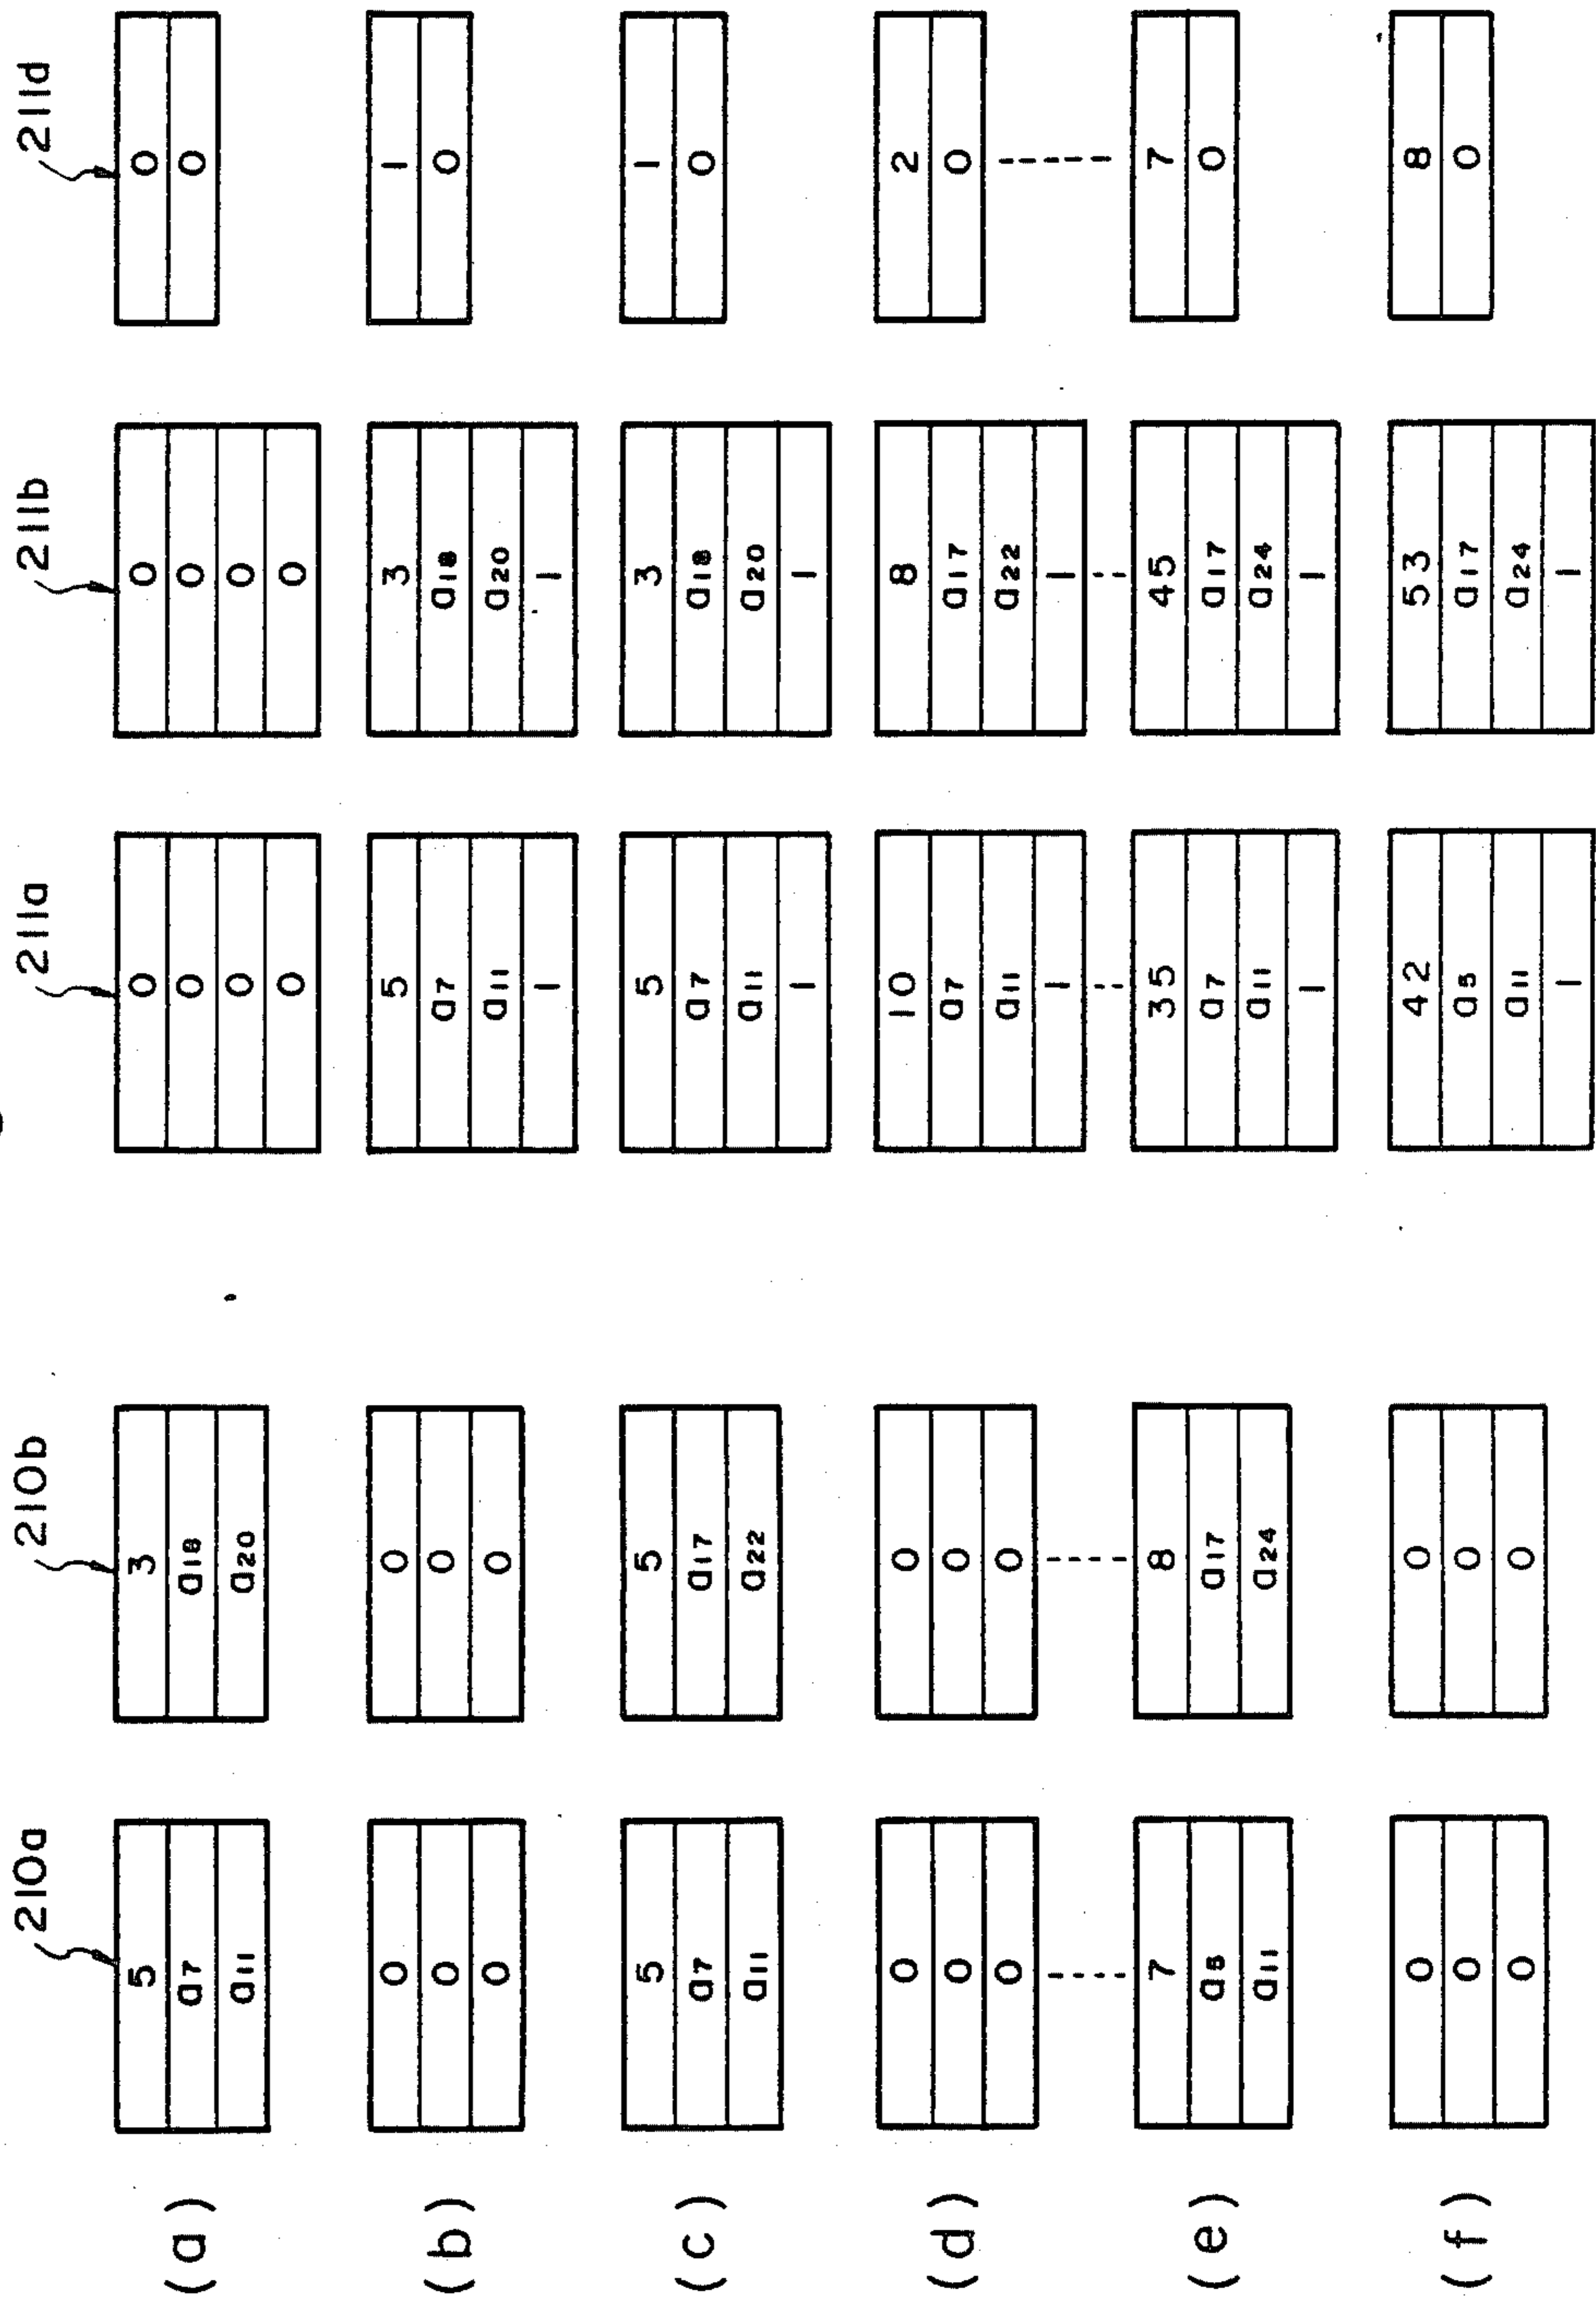 210a 210b 211a 211b 211d
(a)
5 3 0 0 0
a7 a18 0 0 0
a11 a20 0 0
0 0
(b)
0 0 5 3 1
0 0 a7 a18 0
0 0 a11 a20
1 1
(c)
5 5 5 3 1
a7 a17 a7 a18 0
a11 a22 a11 a20
1 1
(d)
0 0 10 8 2
0 0 a7 a17 0
0 0 a11 a22
1 1
(e)
7 8 35 45 7
a5 a17 a7 a17 0
a11 a24 a11 a24
1 1
(f)
0 0 42 53 8
0 0 a5 a17 0
0 0 a11 a24
1 1